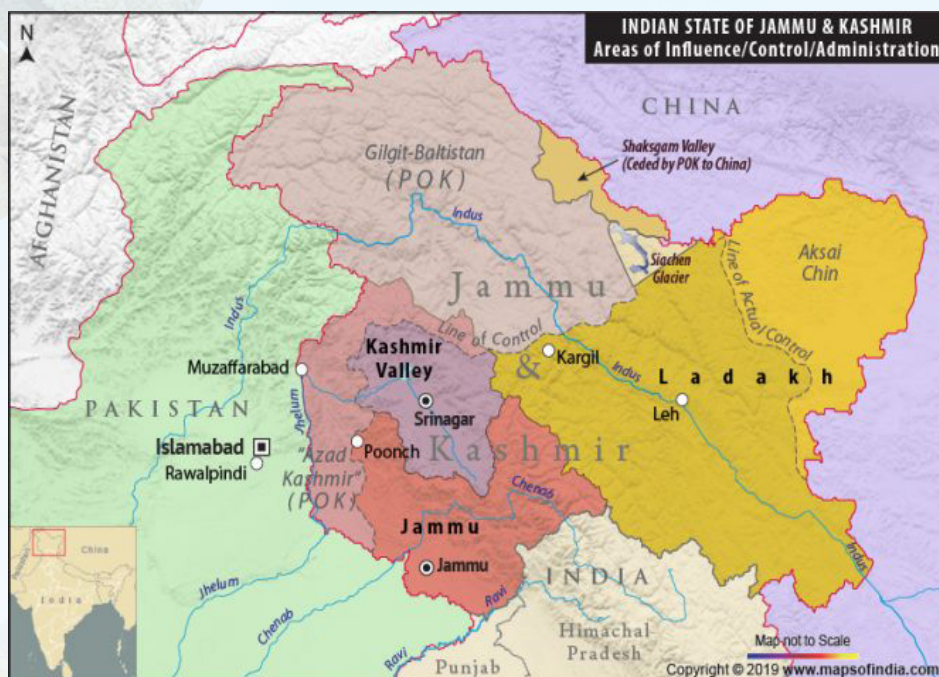 INDIAN STATE OF JAMMU & KASHMIR
Areas of Influence/Control/Administration
N
AFGHANISTAN
CHINA
Shaksgam Valley
(Ceded by POK to China)
Gilgit-Baltistan
(POK)
Indus
Indus
Siachen
Glacier
Aksai
Chin
Line of Actual Control
Jammu
Line of Control
&
Kashmir
Kashmir
Valley
Kargil
Indus
Ladakh
Leh
Muzaffarabad
Jhelum
Srinagar
PAKISTAN
Islamabad
Rawalpindi
Poonch
"Azad
Kashmir"
(POK)
Chenab
Jammu
Jammu
INDIA
Indus
Jhelum
Chenab
Ravi
Ravi
Himachal
Pradesh
Punjab
China
India
Map not to Scale
Copyright © 2019 www.mapsofindia.com